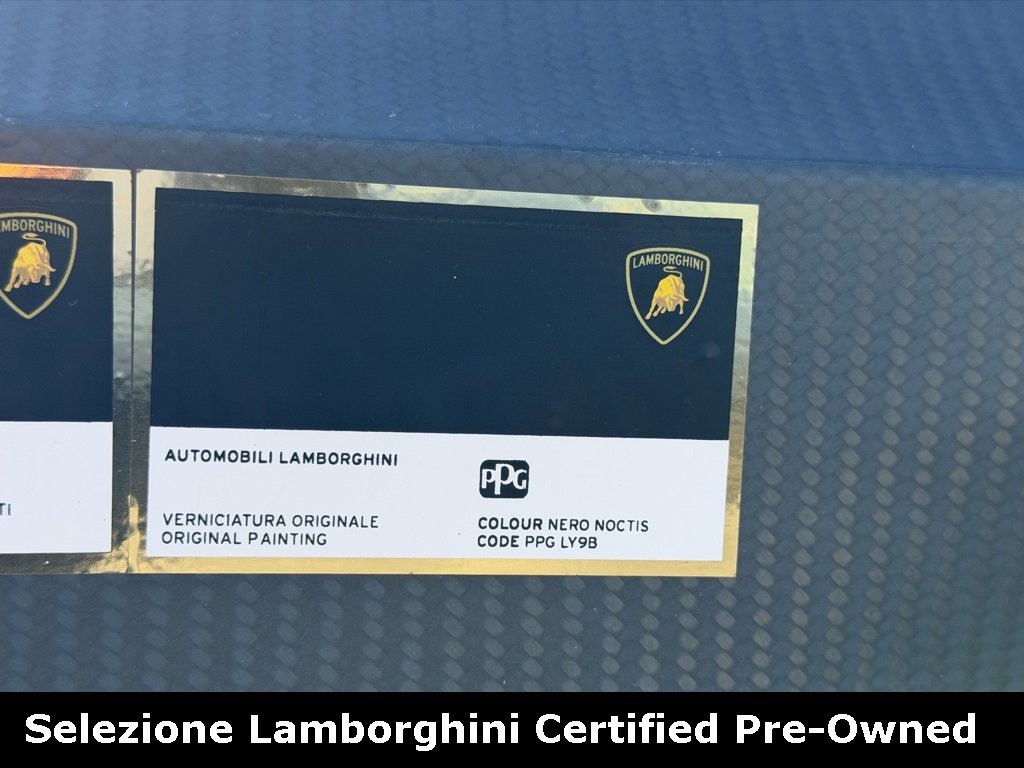 LAMBORGHINI
AUTOMOBILI LAMBORGHINI
PPG
VERNICIATURA ORIGINALE
ORIGINAL PAINTING
COLOUR NERO NOCTIS
CODE PPG LY9B
Selezione Lamborghini Certified Pre-Owned